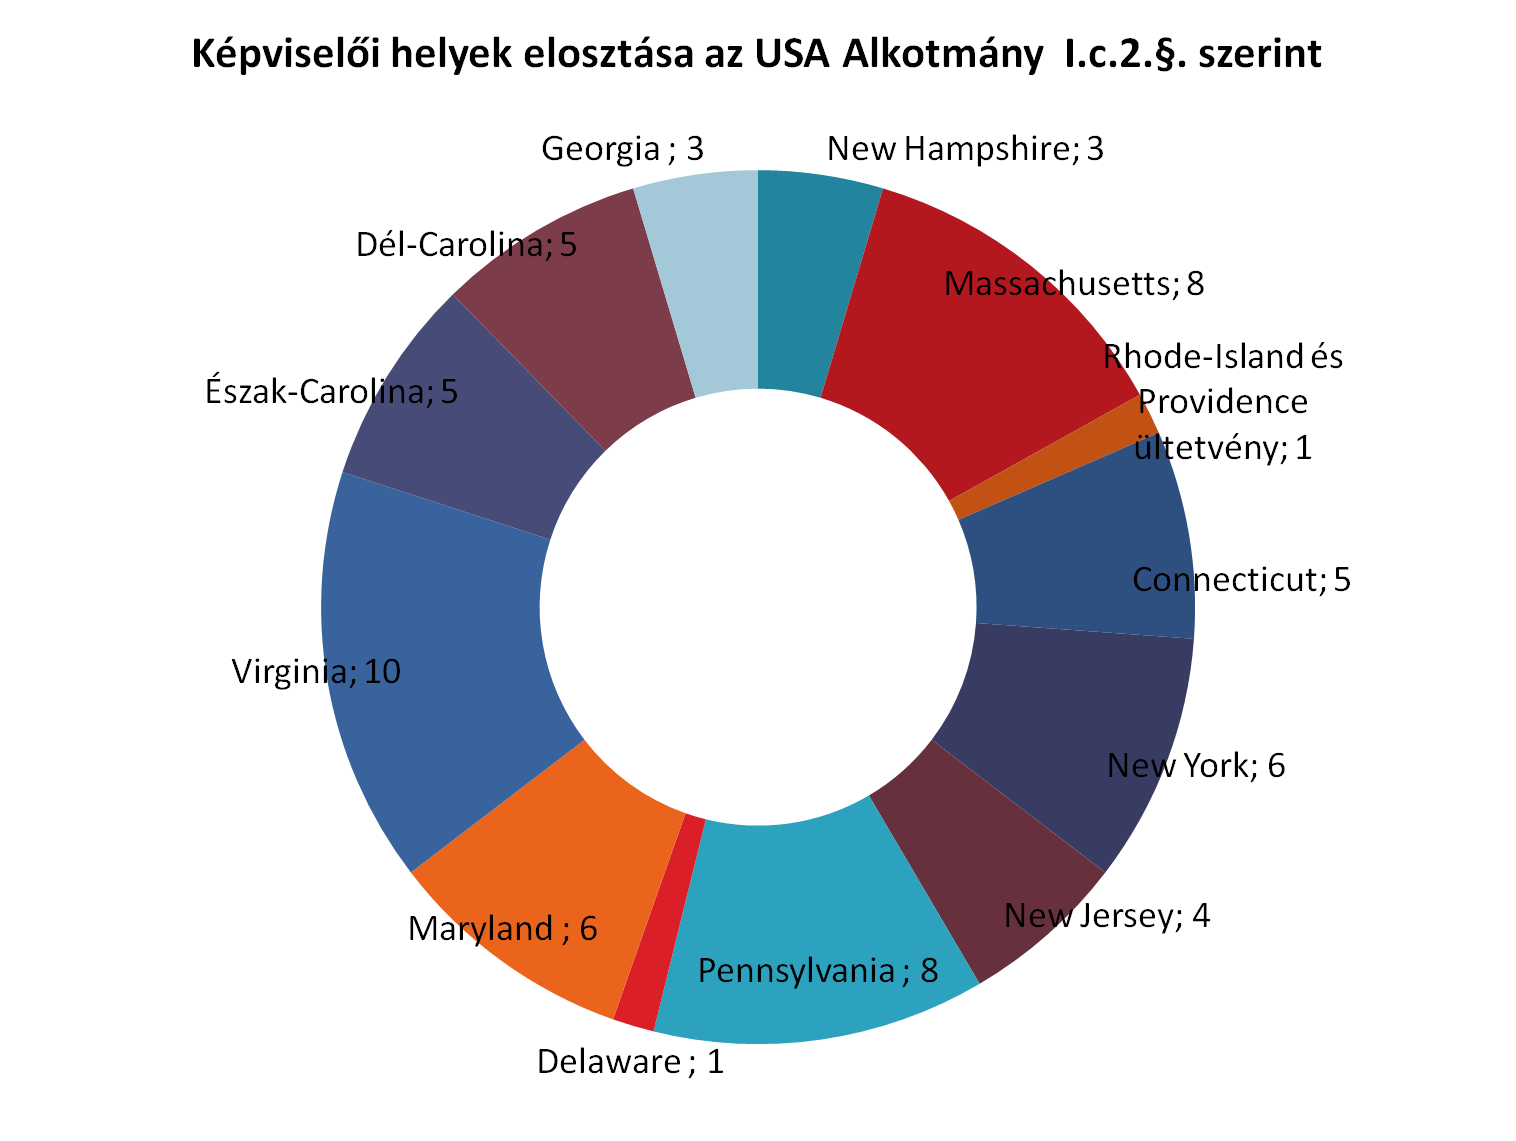 Képviselői helyek elosztása az USA Alkotmány  I.c.2.§. szerint
Georgia ; 3
New Hampshire; 3
Dél-Carolina; 5
Massachusetts; 8
Rhode-Island és
Providence
ültetvény; 1
Észak-Carolina; 5
Connecticut; 5
Virginia; 10
New York; 6
New Jersey; 4
Maryland ; 6
Pennsylvania ; 8
Delaware ; 1